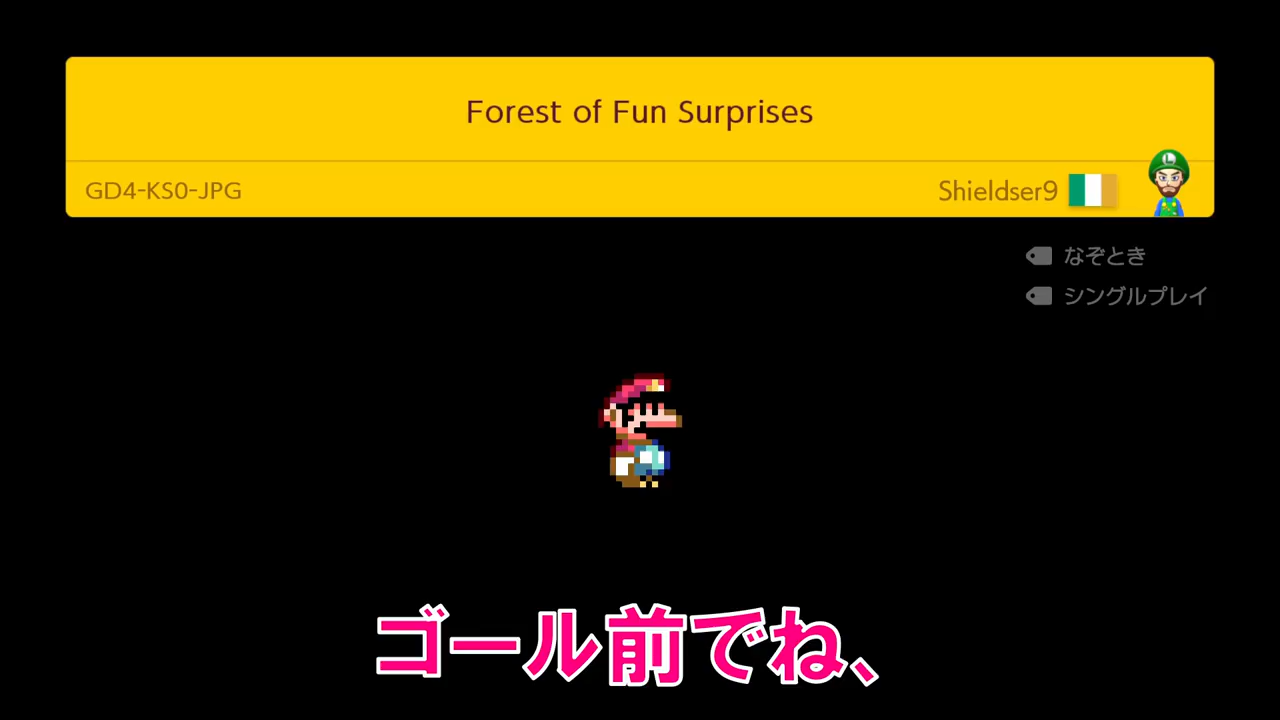 Forest of Fun Surprises
GD4-KS0-JPG
Shieldser9
なぞとき
シングルプレイ
ゴール前でね、